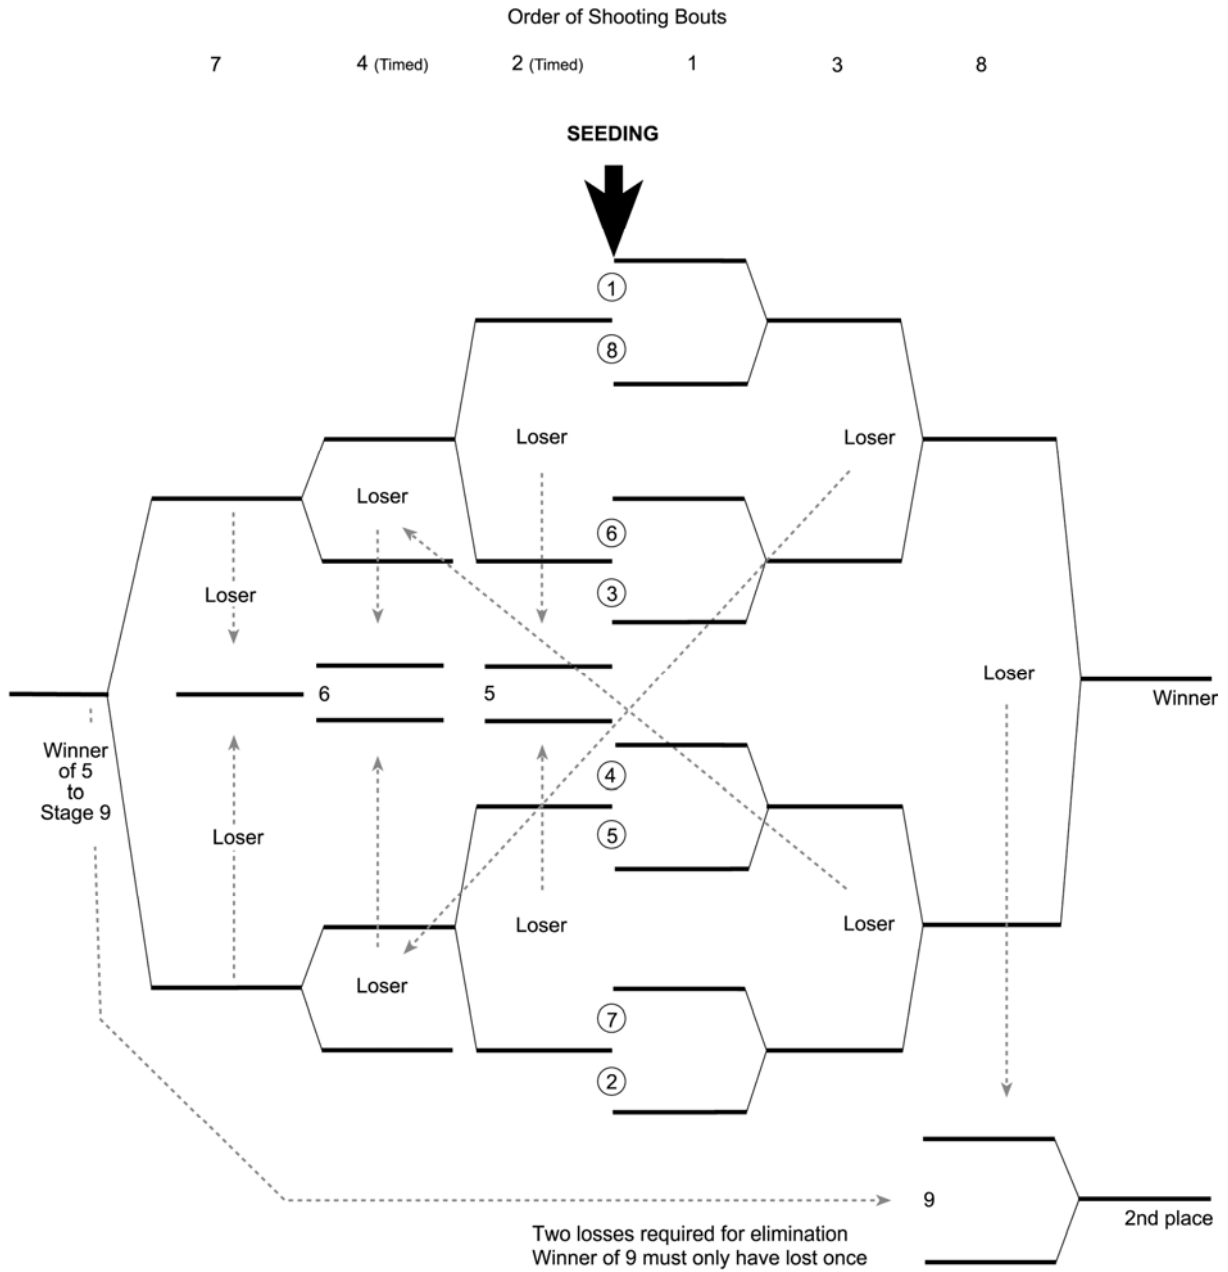 Order of Shooting Bouts
7 4 (Timed) 2 (Timed) 1 3 8
SEEDING
1
8
Loser Loser
Loser
6
3
Loser
Loser
6 5
Winner
Winner
of 5
to
Stage 9
4
5
Loser
Loser Loser
Loser
7
2
9
2nd place
Two losses required for elimination
Winner of 9 must only have lost once